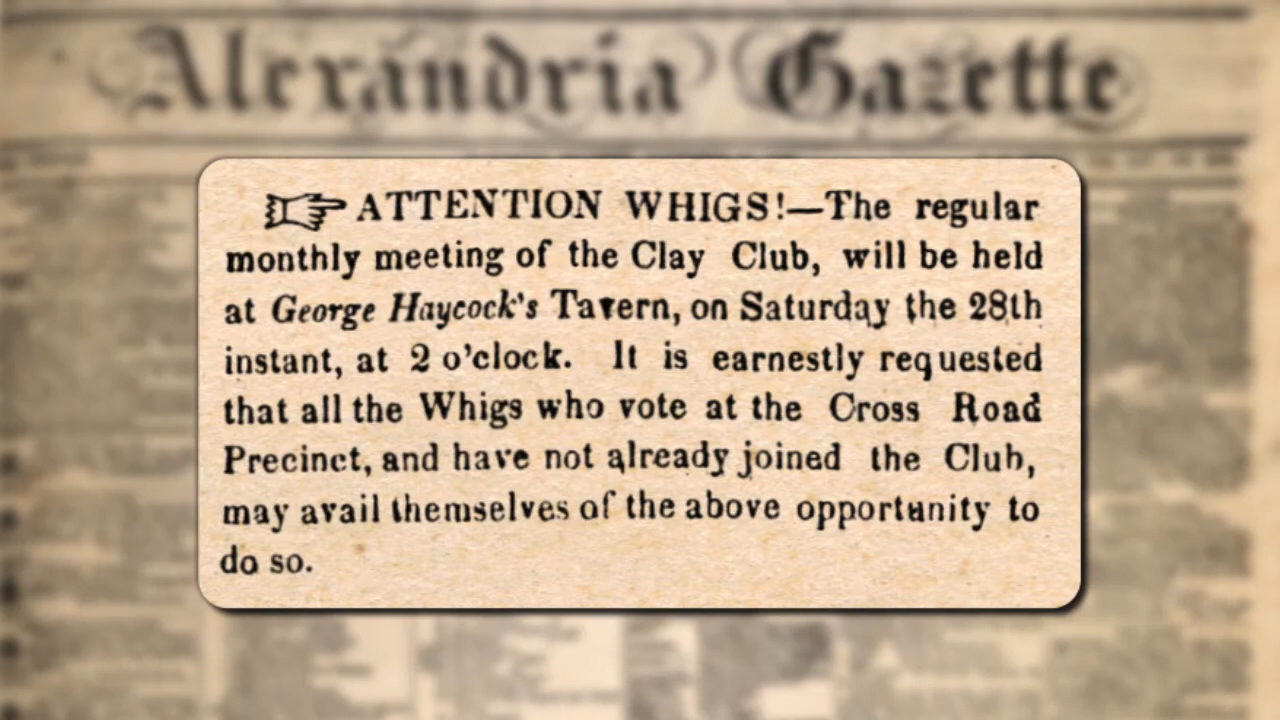 Alexandria Gazette
ATTENTION WHIGS!—The regular
monthly meeting of the Clay Club, will be held
at George Haycock's Tavern, on Saturday the 28th
instant, at 2 o'clock. It is earnestly requested
that all the Whigs who vote at the Cross Road
Precinct, and have not already joined the Club,
may avail themselves of the above opportunity to
do so.